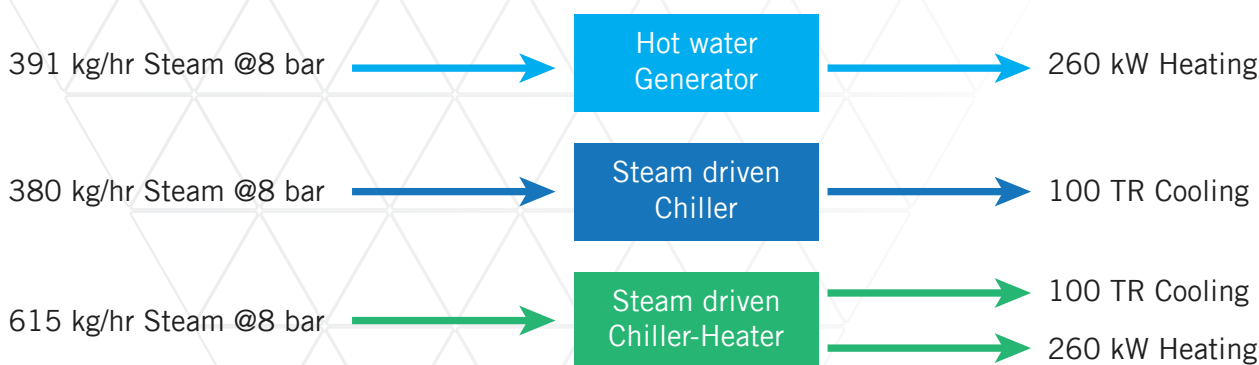 391 kg/hr Steam @8 bar
Hot water
Generator
260 kW Heating
380 kg/hr Steam @8 bar
Steam driven
Chiller
100 TR Cooling
615 kg/hr Steam @8 bar
Steam driven
Chiller-Heater
100 TR Cooling
260 kW Heating